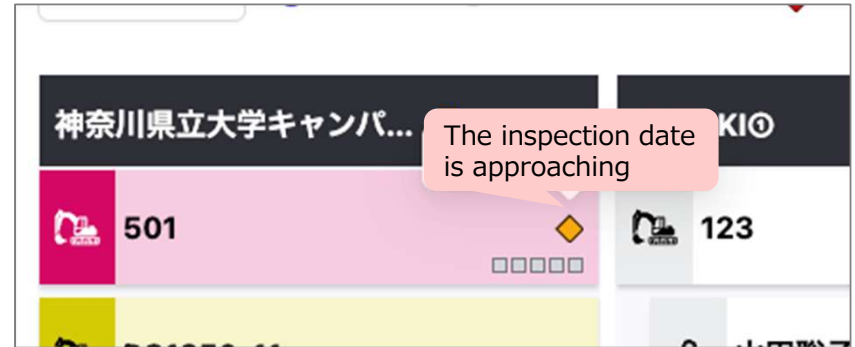 神奈川県立大学キャンパ...
The inspection date
is approaching
KI①
501
123